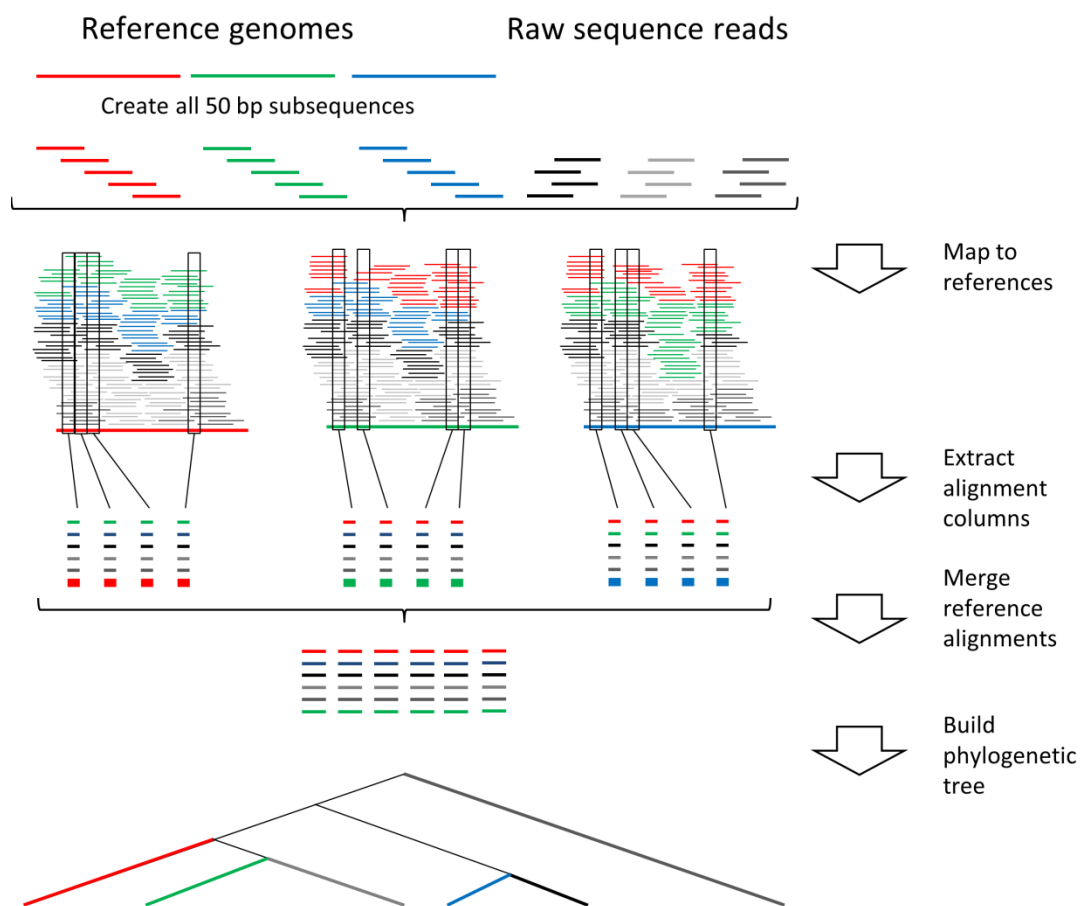 Reference genomes
Raw sequence reads
Create all 50 bp subsequences
Map to
references
Extract
alignment
columns
Merge
reference
alignments
Build
phylogenetic
tree